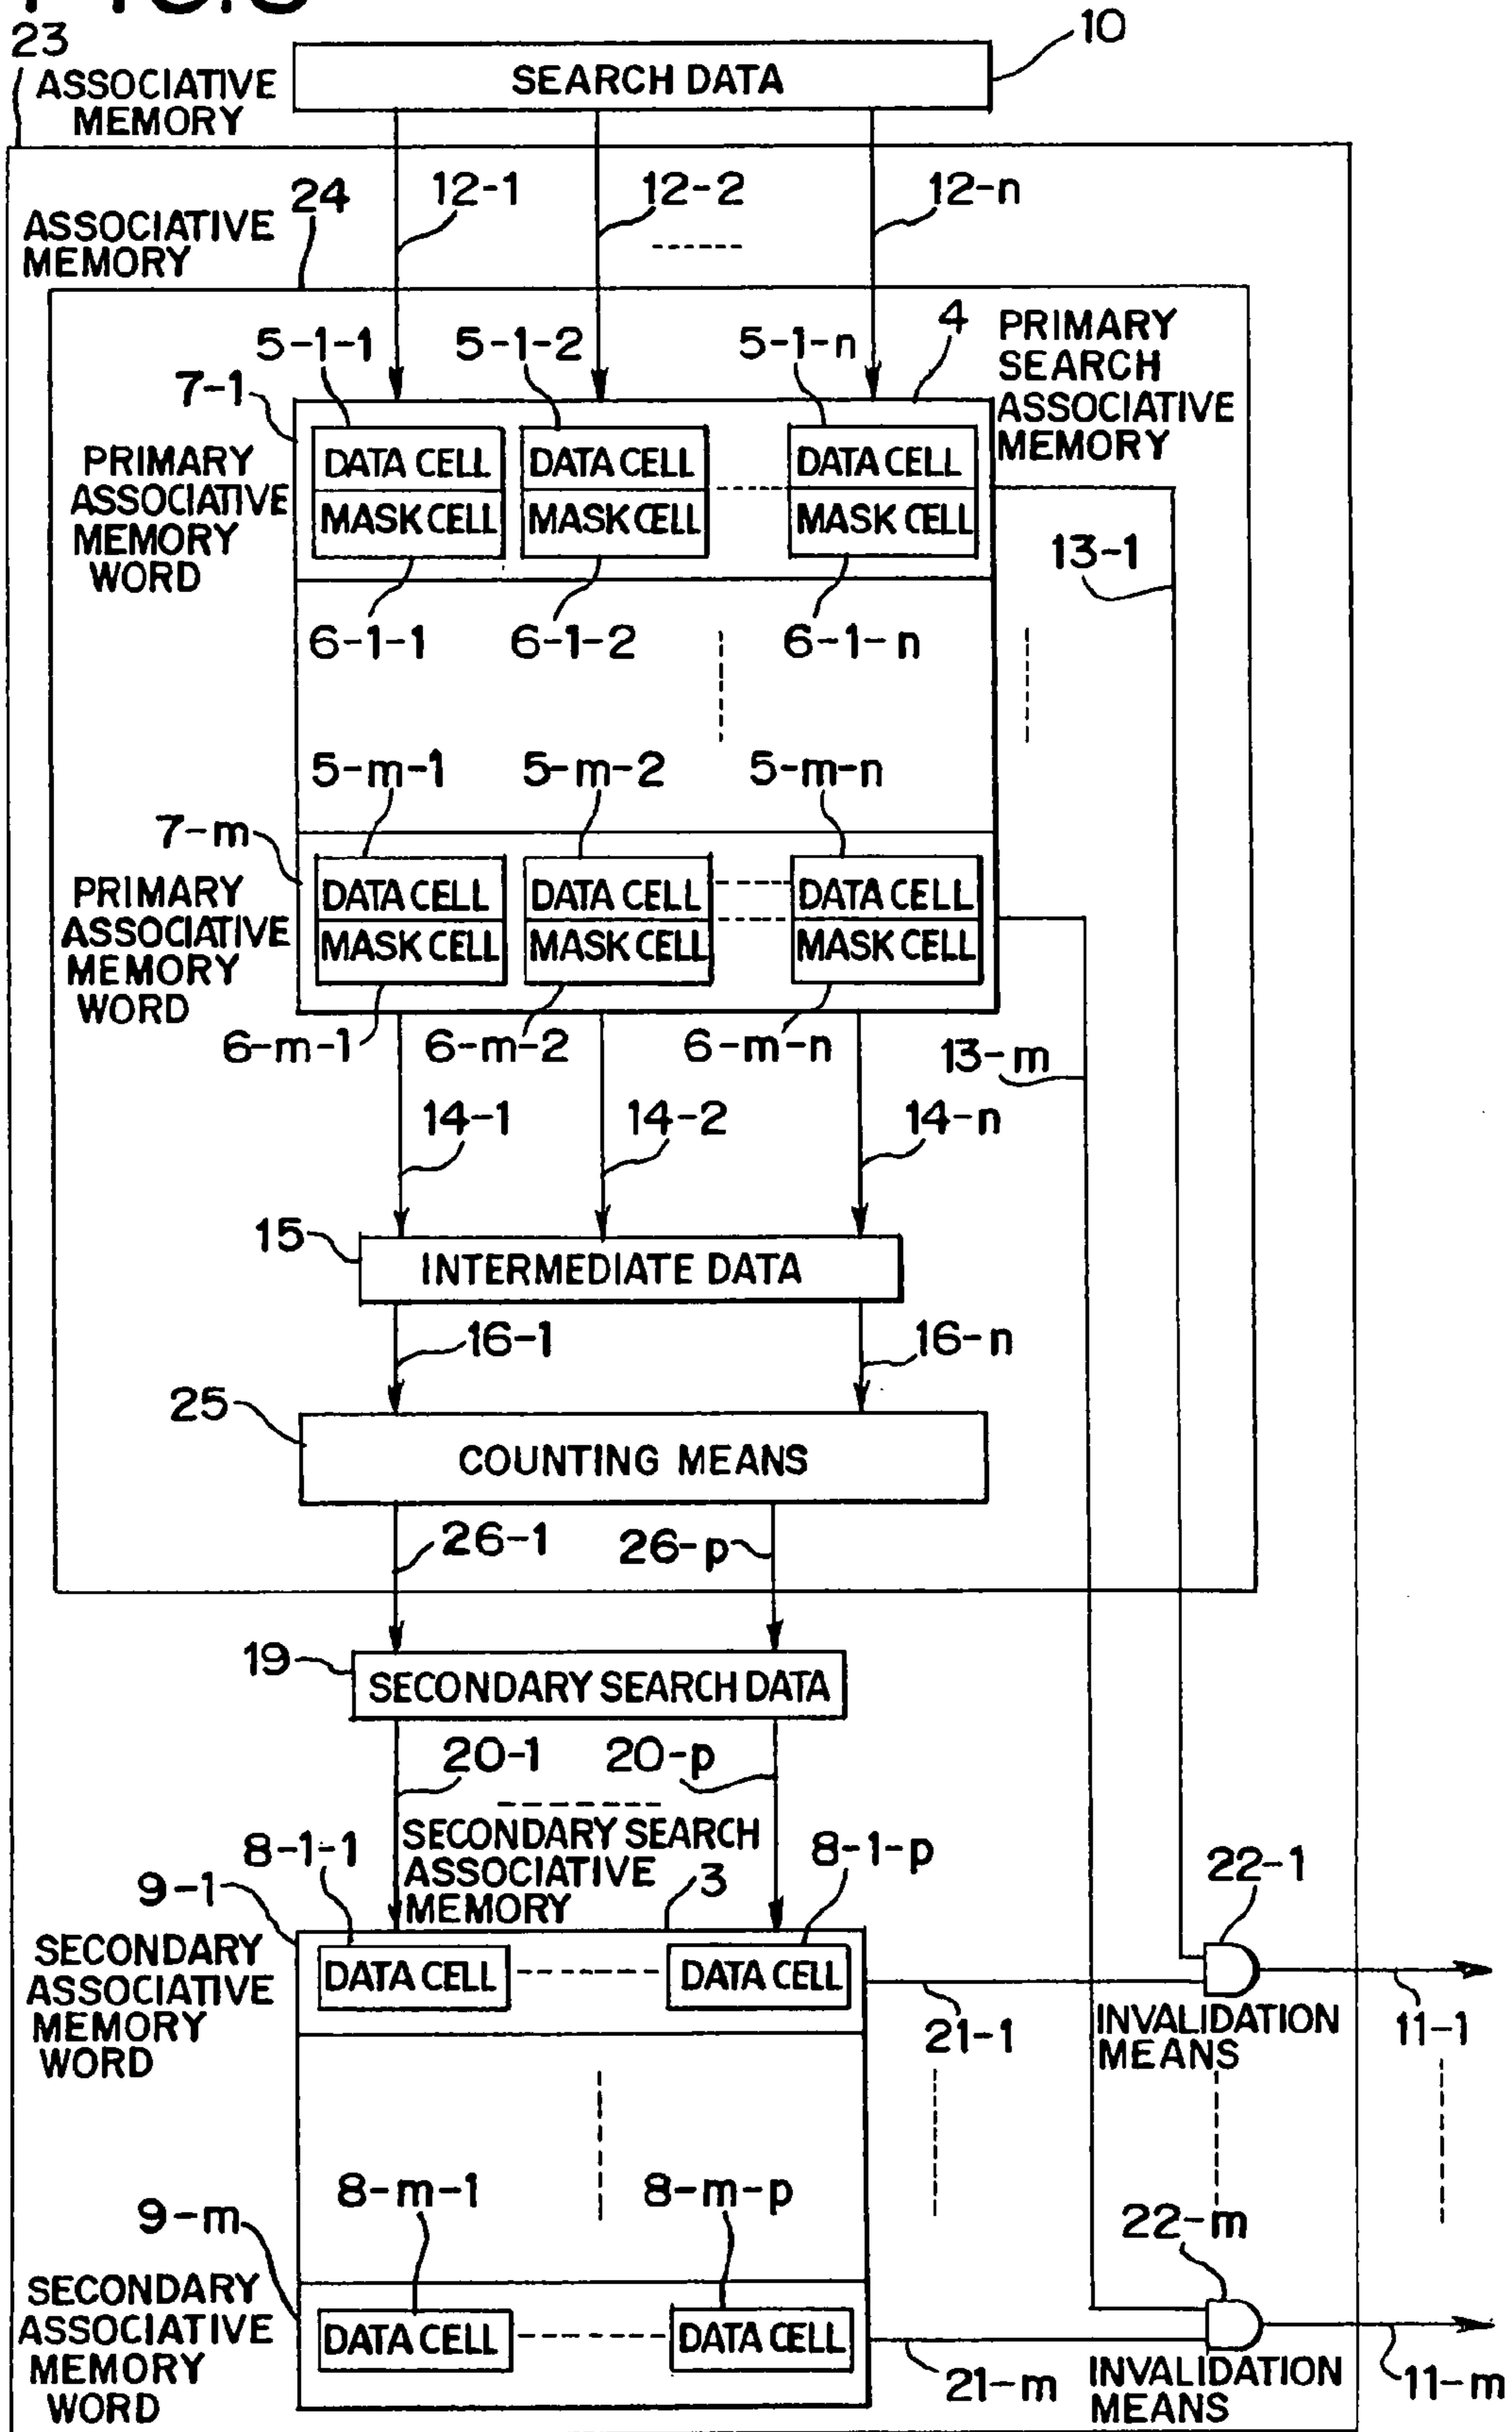 23
ASSOCIATIVE
MEMORY
SEARCH DATA
10
ASSOCIATIVE
MEMORY
24
12-1
12-2
12-n
5-1-1
5-1-2
5-1-n
4
PRIMARY
SEARCH
ASSOCIATIVE
MEMORY
7-1
PRIMARY
ASSOCIATIVE
MEMORY
WORD
DATA CELL
MASK CELL
DATA CELL
MASK CELL
DATA CELL
MASK CELL
13-1
6-1-1
6-1-2
6-1-n
5-m-1
5-m-2
5-m-n
7-m
PRIMARY
ASSOCIATIVE
MEMORY
WORD
DATA CELL
MASK CELL
DATA CELL
MASK CELL
DATA CELL
MASK CELL
6-m-1
6-m-2
6-m-n
13-m
14-1
14-2
14-n
15
INTERMEDIATE DATA
16-1
16-n
25
COUNTING MEANS
26-1
26-p
19
SECONDARY SEARCH DATA
20-1
20-p
SECONDARY SEARCH
ASSOCIATIVE
MEMORY
3
8-1-1
8-1-p
9-1
SECONDARY
ASSOCIATIVE
MEMORY
WORD
DATA CELL
DATA CELL
22-1
21-1
INVALIDATION
MEANS
11-1
8-m-1
8-m-p
9-m
SECONDARY
ASSOCIATIVE
MEMORY
WORD
DATA CELL
DATA CELL
22-m
21-m
INVALIDATION
MEANS
11-m